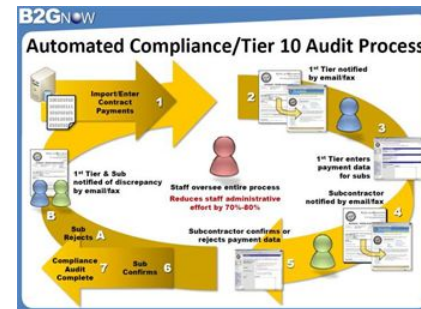 B2GNOW
Automated Compliance/Tier 10 Audit Process
Import/Enter
Contract
Payments
1
2
1st Tier notified
by email/fax
3
1st Tier enters
payment data
for subs
Subcontractor
notified by email/fax
4
Staff oversee entire process
Reduces staff administrative
effort by 70%-80%
1st Tier & Sub
notified of discrepancy
by email/fax
B
Sub
Rejects
A
Subcontractor confirms or
rejects payment data
5
Sub
Confirms
6
7
Compliance
Audit
Complete